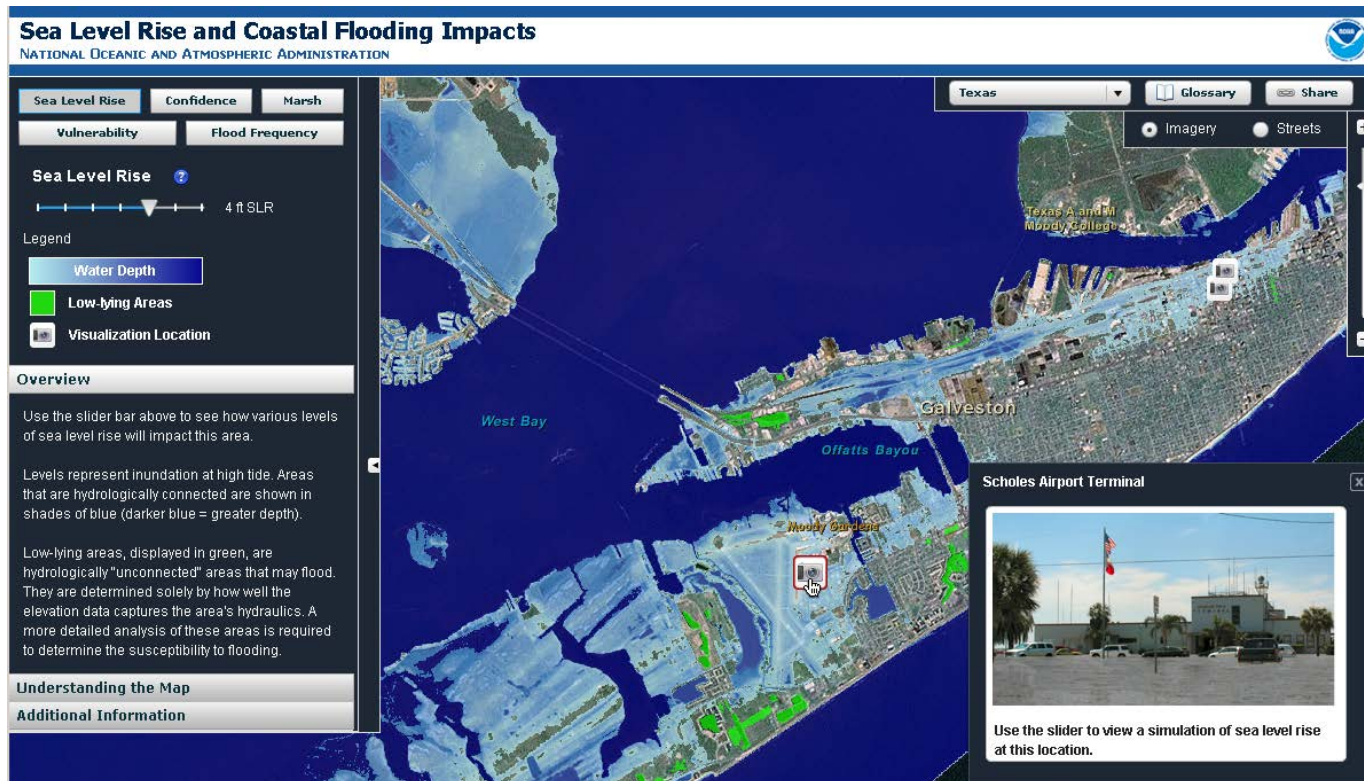 Sea Level Rise and Coastal Flooding Impacts
NATIONAL OCEANIC AND ATMOSPHERIC ADMINISTRATION
NOAA
Sea Level Rise
Confidence
Marsh
Vulnerability
Flood Frequency
Sea Level Rise ?
4 ft SLR
Legend
Water Depth
Low-lying Areas
Visualization Location
Overview
Use the slider bar above to see how various levels
of sea level rise will impact this area.
Levels represent inundation at high tide. Areas
that are hydrologically connected are shown in
shades of blue (darker blue = greater depth).
Low-lying areas, displayed in green, are
hydrologically "unconnected" areas that may flood.
They are determined solely by how well the
elevation data captures the area's hydraulics. A
more detailed analysis of these areas is required
to determine the susceptibility to flooding.
Understanding the Map
Additional Information
Texas
Glossary
Share
Imagery
Streets
Texas A and M
Moody College
West Bay
Galveston
Offatts Bayou
Moody Gardens
Scholes Airport Terminal
Use the slider to view a simulation of sea level rise
at this location.